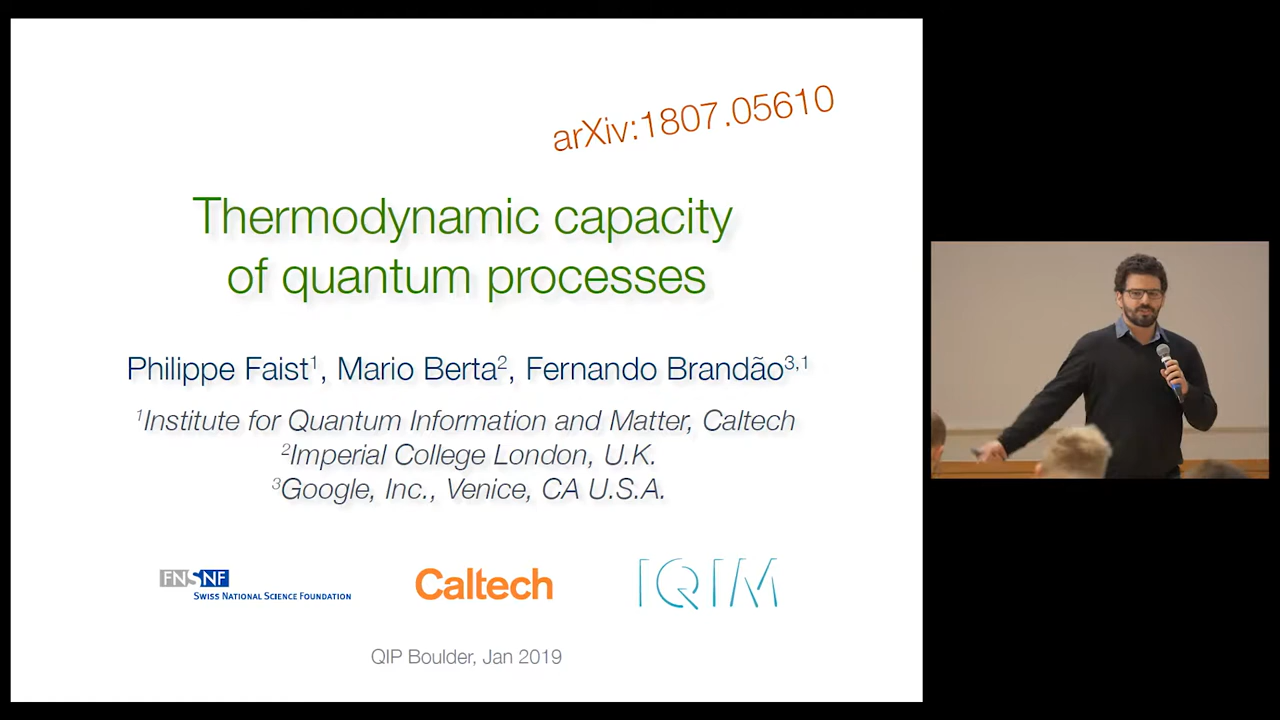 arXiv:1807.05610
Thermodynamic capacity
of quantum processes
Philippe Faist¹, Mario Berta², Fernando Brandão³,¹
¹Institute for Quantum Information and Matter, Caltech
²Imperial College London, U.K.
³Google, Inc., Venice, CA U.S.A.
FNSNF
SWISS NATIONAL SCIENCE FOUNDATION
Caltech
IQIM
QIP Boulder, Jan 2019